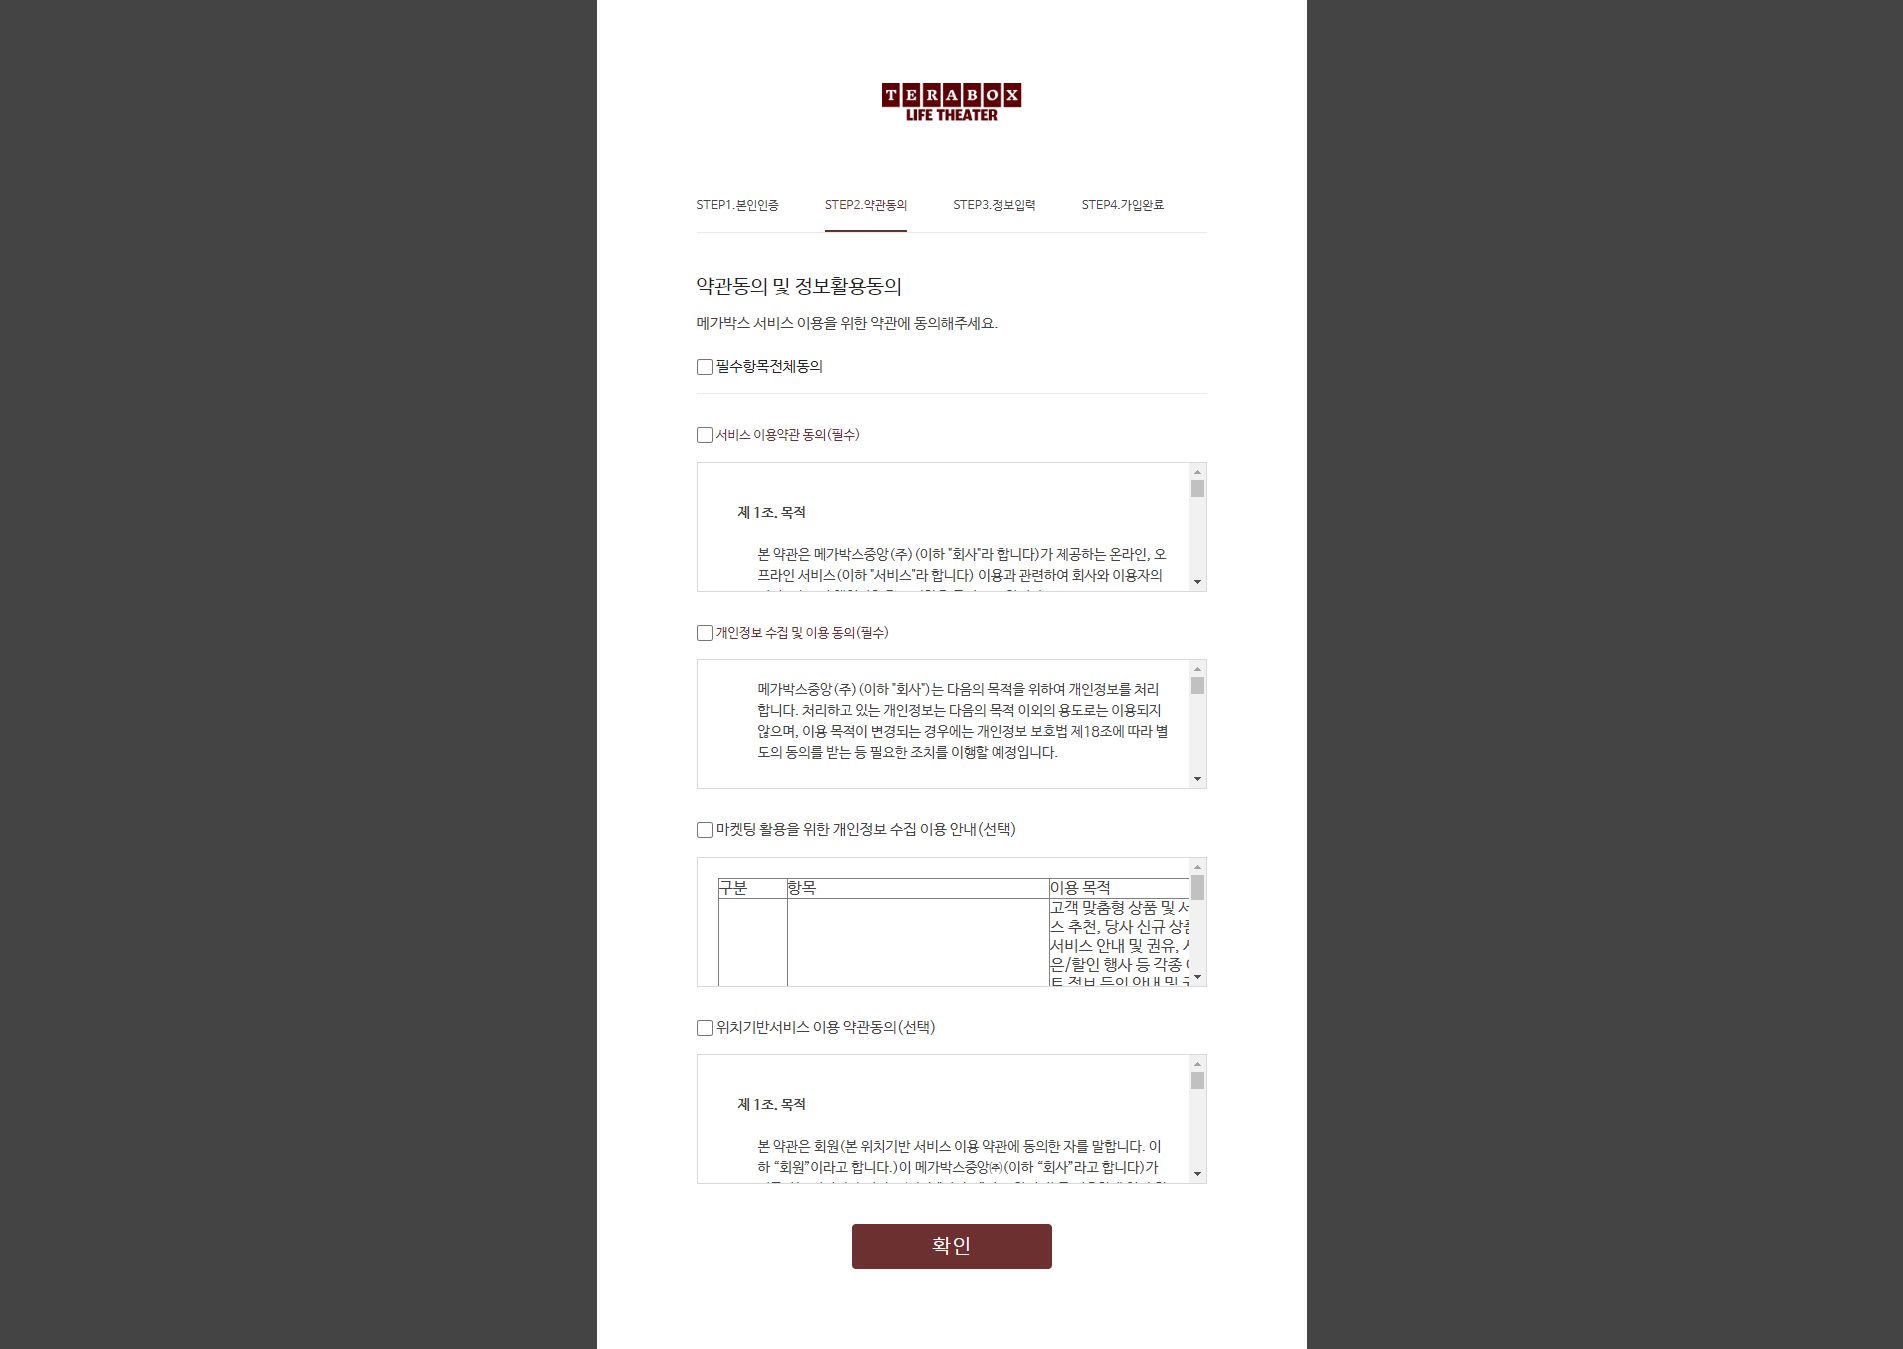 TERABOX
LIFE THEATER
STEP1.본인인증 STEP2.약관동의 STEP3.정보입력 STEP4.가입완료
약관동의 및 정보활용동의
메가박스 서비스 이용을 위한 약관에 동의해주세요.
필수항목전체동의
서비스 이용약관 동의(필수)
제 1조. 목적
본 약관은 메가박스중앙(주)(이하 "회사"라 합니다)가 제공하는 온라인, 오
프라인 서비스(이하 "서비스"라 합니다) 이용과 관련하여 회사와 이용자의
개인정보 수집 및 이용 동의(필수)
메가박스중앙(주)(이하 "회사")는 다음의 목적을 위하여 개인정보를 처리
합니다. 처리하고 있는 개인정보는 다음의 목적 이외의 용도로는 이용되지
않으며, 이용 목적이 변경되는 경우에는 개인정보 보호법 제18조에 따라 별
도의 동의를 받는 등 필요한 조치를 이행할 예정입니다.
마켓팅 활용을 위한 개인정보 수집 이용 안내(선택)
구분 항목 이용 목적
고객 맞춤형 상품 및 서
스 추천, 당사 신규 상품
서비스 안내 및 권유,
은/할인 행사 등 각종
트 정보 등의 안내 및
위치기반서비스 이용 약관동의(선택)
제 1조. 목적
본 약관은 회원(본 위치기반 서비스 이용 약관에 동의한 자를 말합니다. 이
하 “회원”이라고 합니다.)이 메가박스중앙㈜(이하 “회사”라고 합니다)가
확인